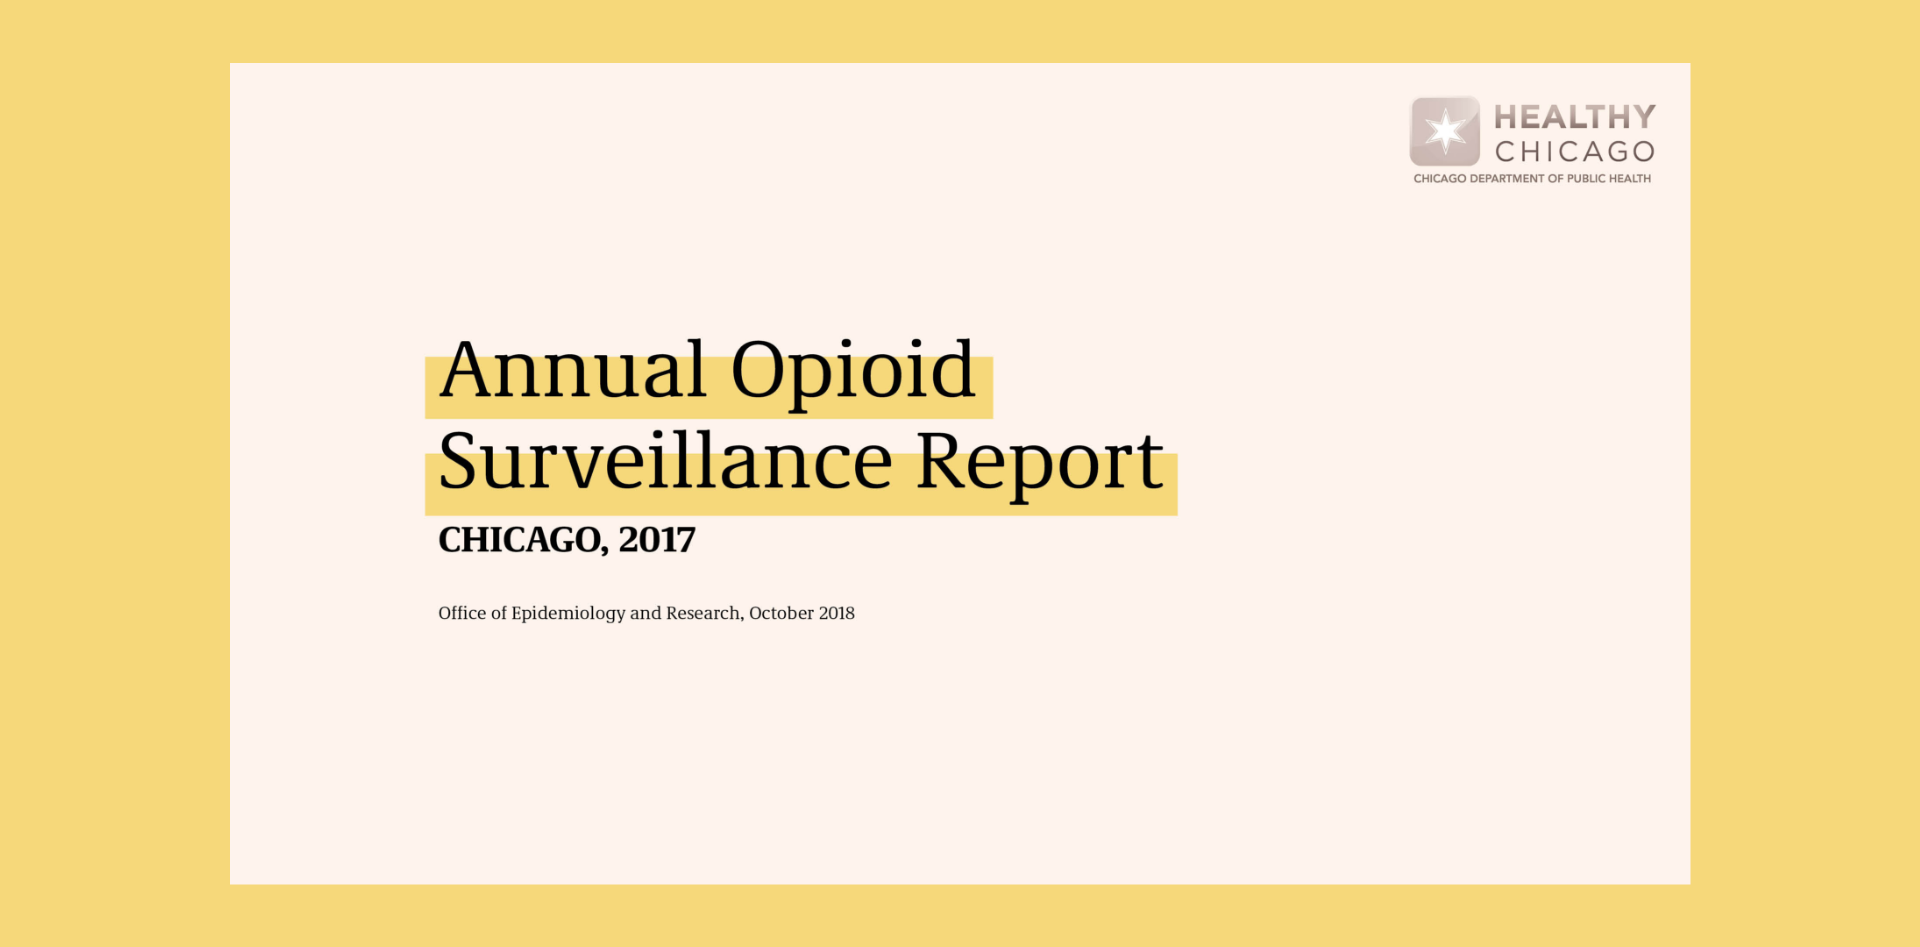 HEALTHY
CHICAGO
CHICAGO DEPARTMENT OF PUBLIC HEALTH
Annual Opioid
Surveillance Report
CHICAGO, 2017
Office of Epidemiology and Research, October 2018